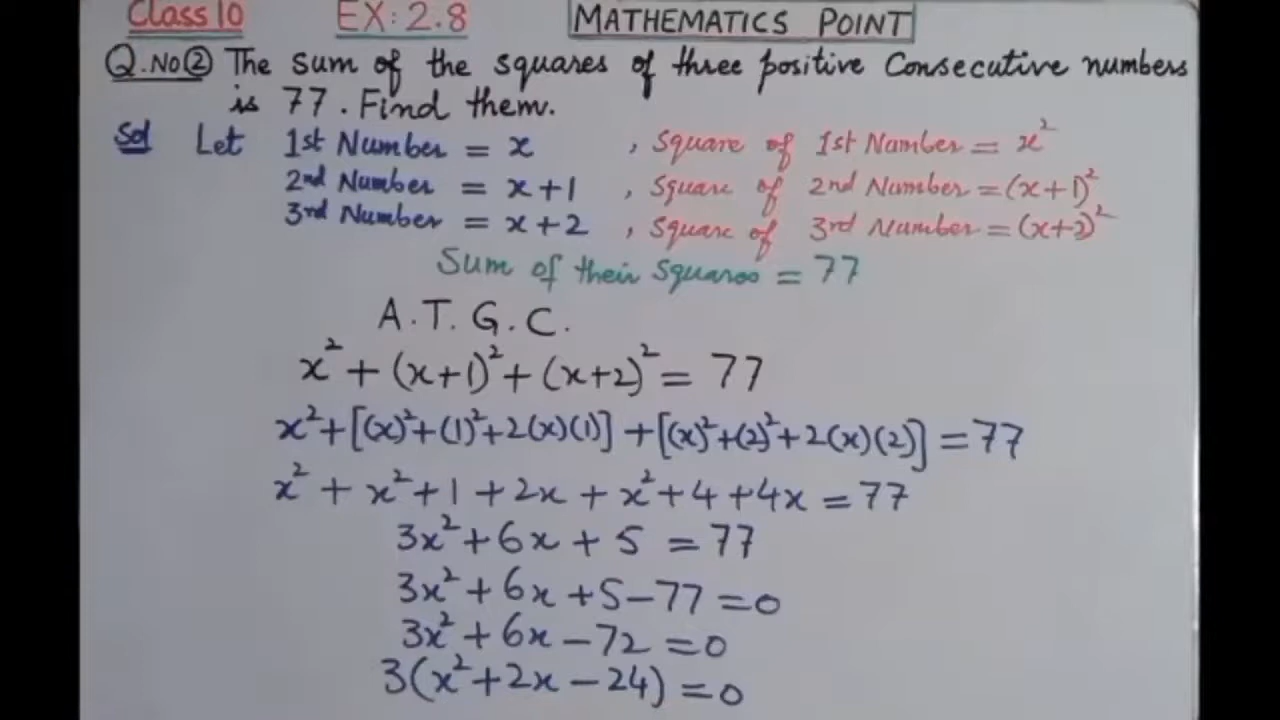 Class 10 EX: 2.8 MATHEMATICS POINT
Q.No② The sum of the squares of three positive Consecutive numbers
is 77. Find them.
Sol Let 1st Number = x , Square of 1st Number = x²
2nd Number = x+1 , Square of 2nd Number = (x+1)²
3rd Number = x+2 , Square of 3rd Number = (x+2)²
Sum of their Squares = 77
A.T.G.C.
x² + (x+1)² + (x+2)² = 77
x² + [(x)²+(1)²+2(x)(1)] + [(x)²+(2)²+2(x)(2)] = 77
x² + x²+1 + 2x + x²+4 +4x = 77
3x²+6x + 5 = 77
3x²+6x +5-77 = 0
3x²+6x -72 = 0
3(x²+2x -24) = 0